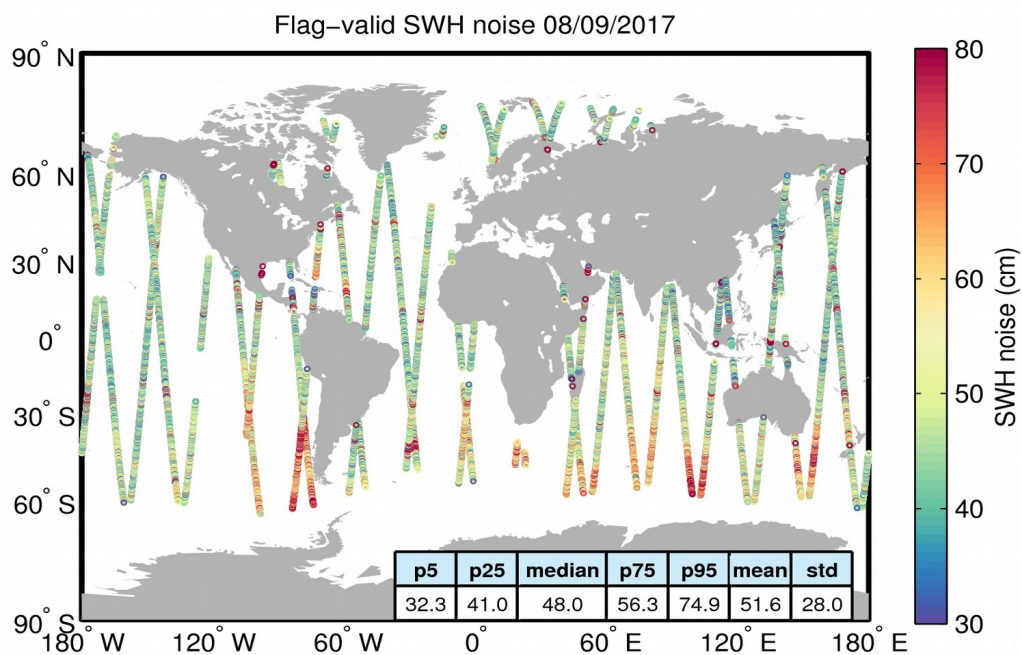 Flag−valid SWH noise 08/09/2017
90° N
60° N
30° N
0°
30° S
60° S
90° S
180° W
120° W
60° W
0°
60° E
120° E
180° E
80
70
60
50
40
30
SWH noise (cm)
p5 p25 median p75 p95 mean std
32.3 41.0 48.0 56.3 74.9 51.6 28.0